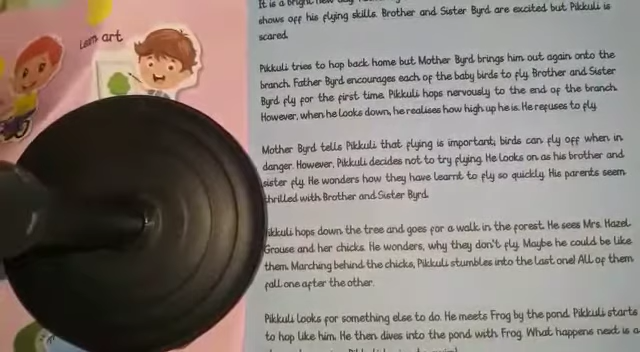 Learn art
It is a bright new day
shows off his flying skills. Brother and Sister Byrd are excited but Pikkuli is
scared.
Pikkuli tries to hop back home but Mother Byrd brings him out again onto the
branch. Father Byrd encourages each of the baby birds to fly. Brother and Sister
Byrd fly for the first time. Pikkuli hops nervously to the end of the branch.
However, when he looks down, he realises how high up he is. He refuses to fly.
Mother Byrd tells Pikkuli that flying is important; birds can fly off when in
danger. However, Pikkuli decides not to try flying. He looks on as his brother and
sister fly. He wonders how they have learnt to fly so quickly. His parents seem
thrilled with Brother and Sister Byrd.
Pikkuli hops down the tree and goes for a walk in the forest. He sees Mrs. Hazel
Grouse and her chicks. He wonders, why they don't fly. Maybe he could be like
them. Marching behind the chicks, Pikkuli stumbles into the last one! All of them
fall one after the other.
Pikkuli looks for something else to do. He meets Frog by the pond. Pikkuli starts
to hop like him. He then dives into the pond with Frog. What happens next is a